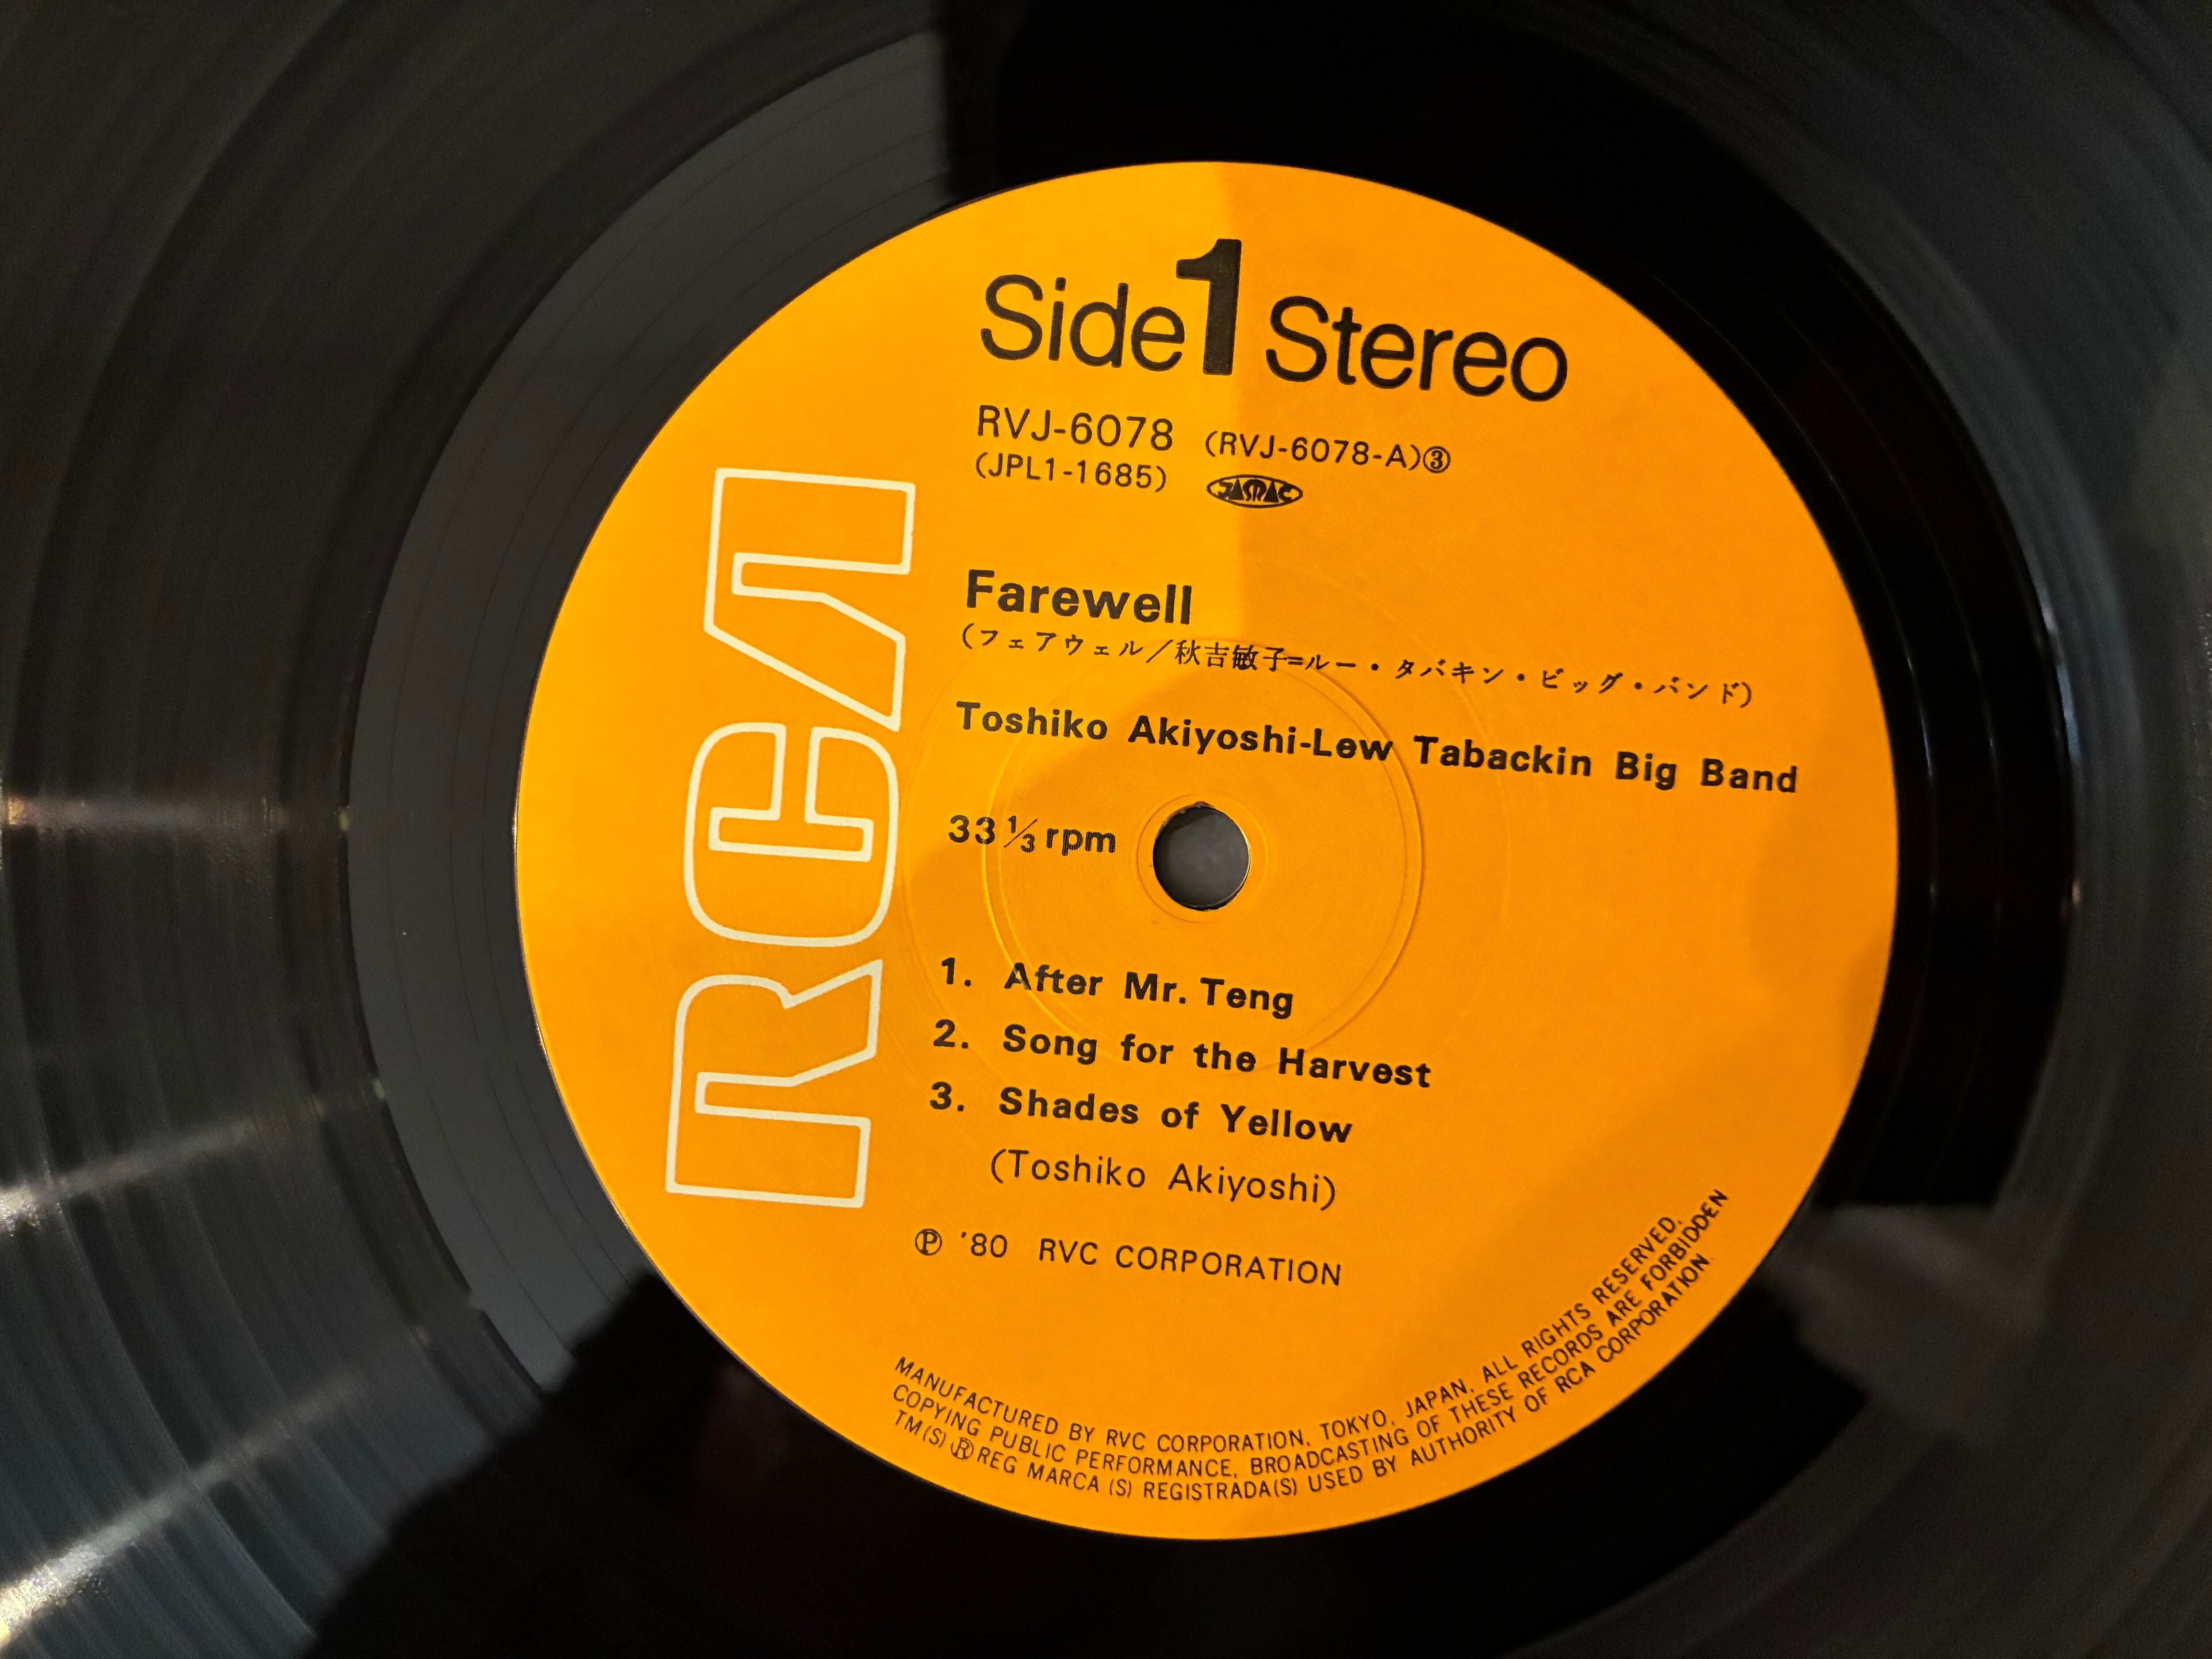 Side 1 Stereo
RVJ-6078 (RVJ-6078-A)③
(JPL1-1685) JASRAC
RCA
Farewell
(フェアウェル／秋吉敏子=ルー・タバキン・ビッグ・バンド)
Toshiko Akiyoshi-Lew Tabackin Big Band
33⅓ rpm
1. After Mr. Teng
2. Song for the Harvest
3. Shades of Yellow
(Toshiko Akiyoshi)
Ⓟ '80 RVC CORPORATION
MANUFACTURED BY RVC CORPORATION, TOKYO, JAPAN, ALL RIGHTS RESERVED,
COPYING PUBLIC PERFORMANCE, BROADCASTING OF THESE RECORDS ARE FORBIDDEN
TM(S) ® REG MARCA (S) REGISTRADA(S) USED BY AUTHORITY OF RCA CORPORATION.